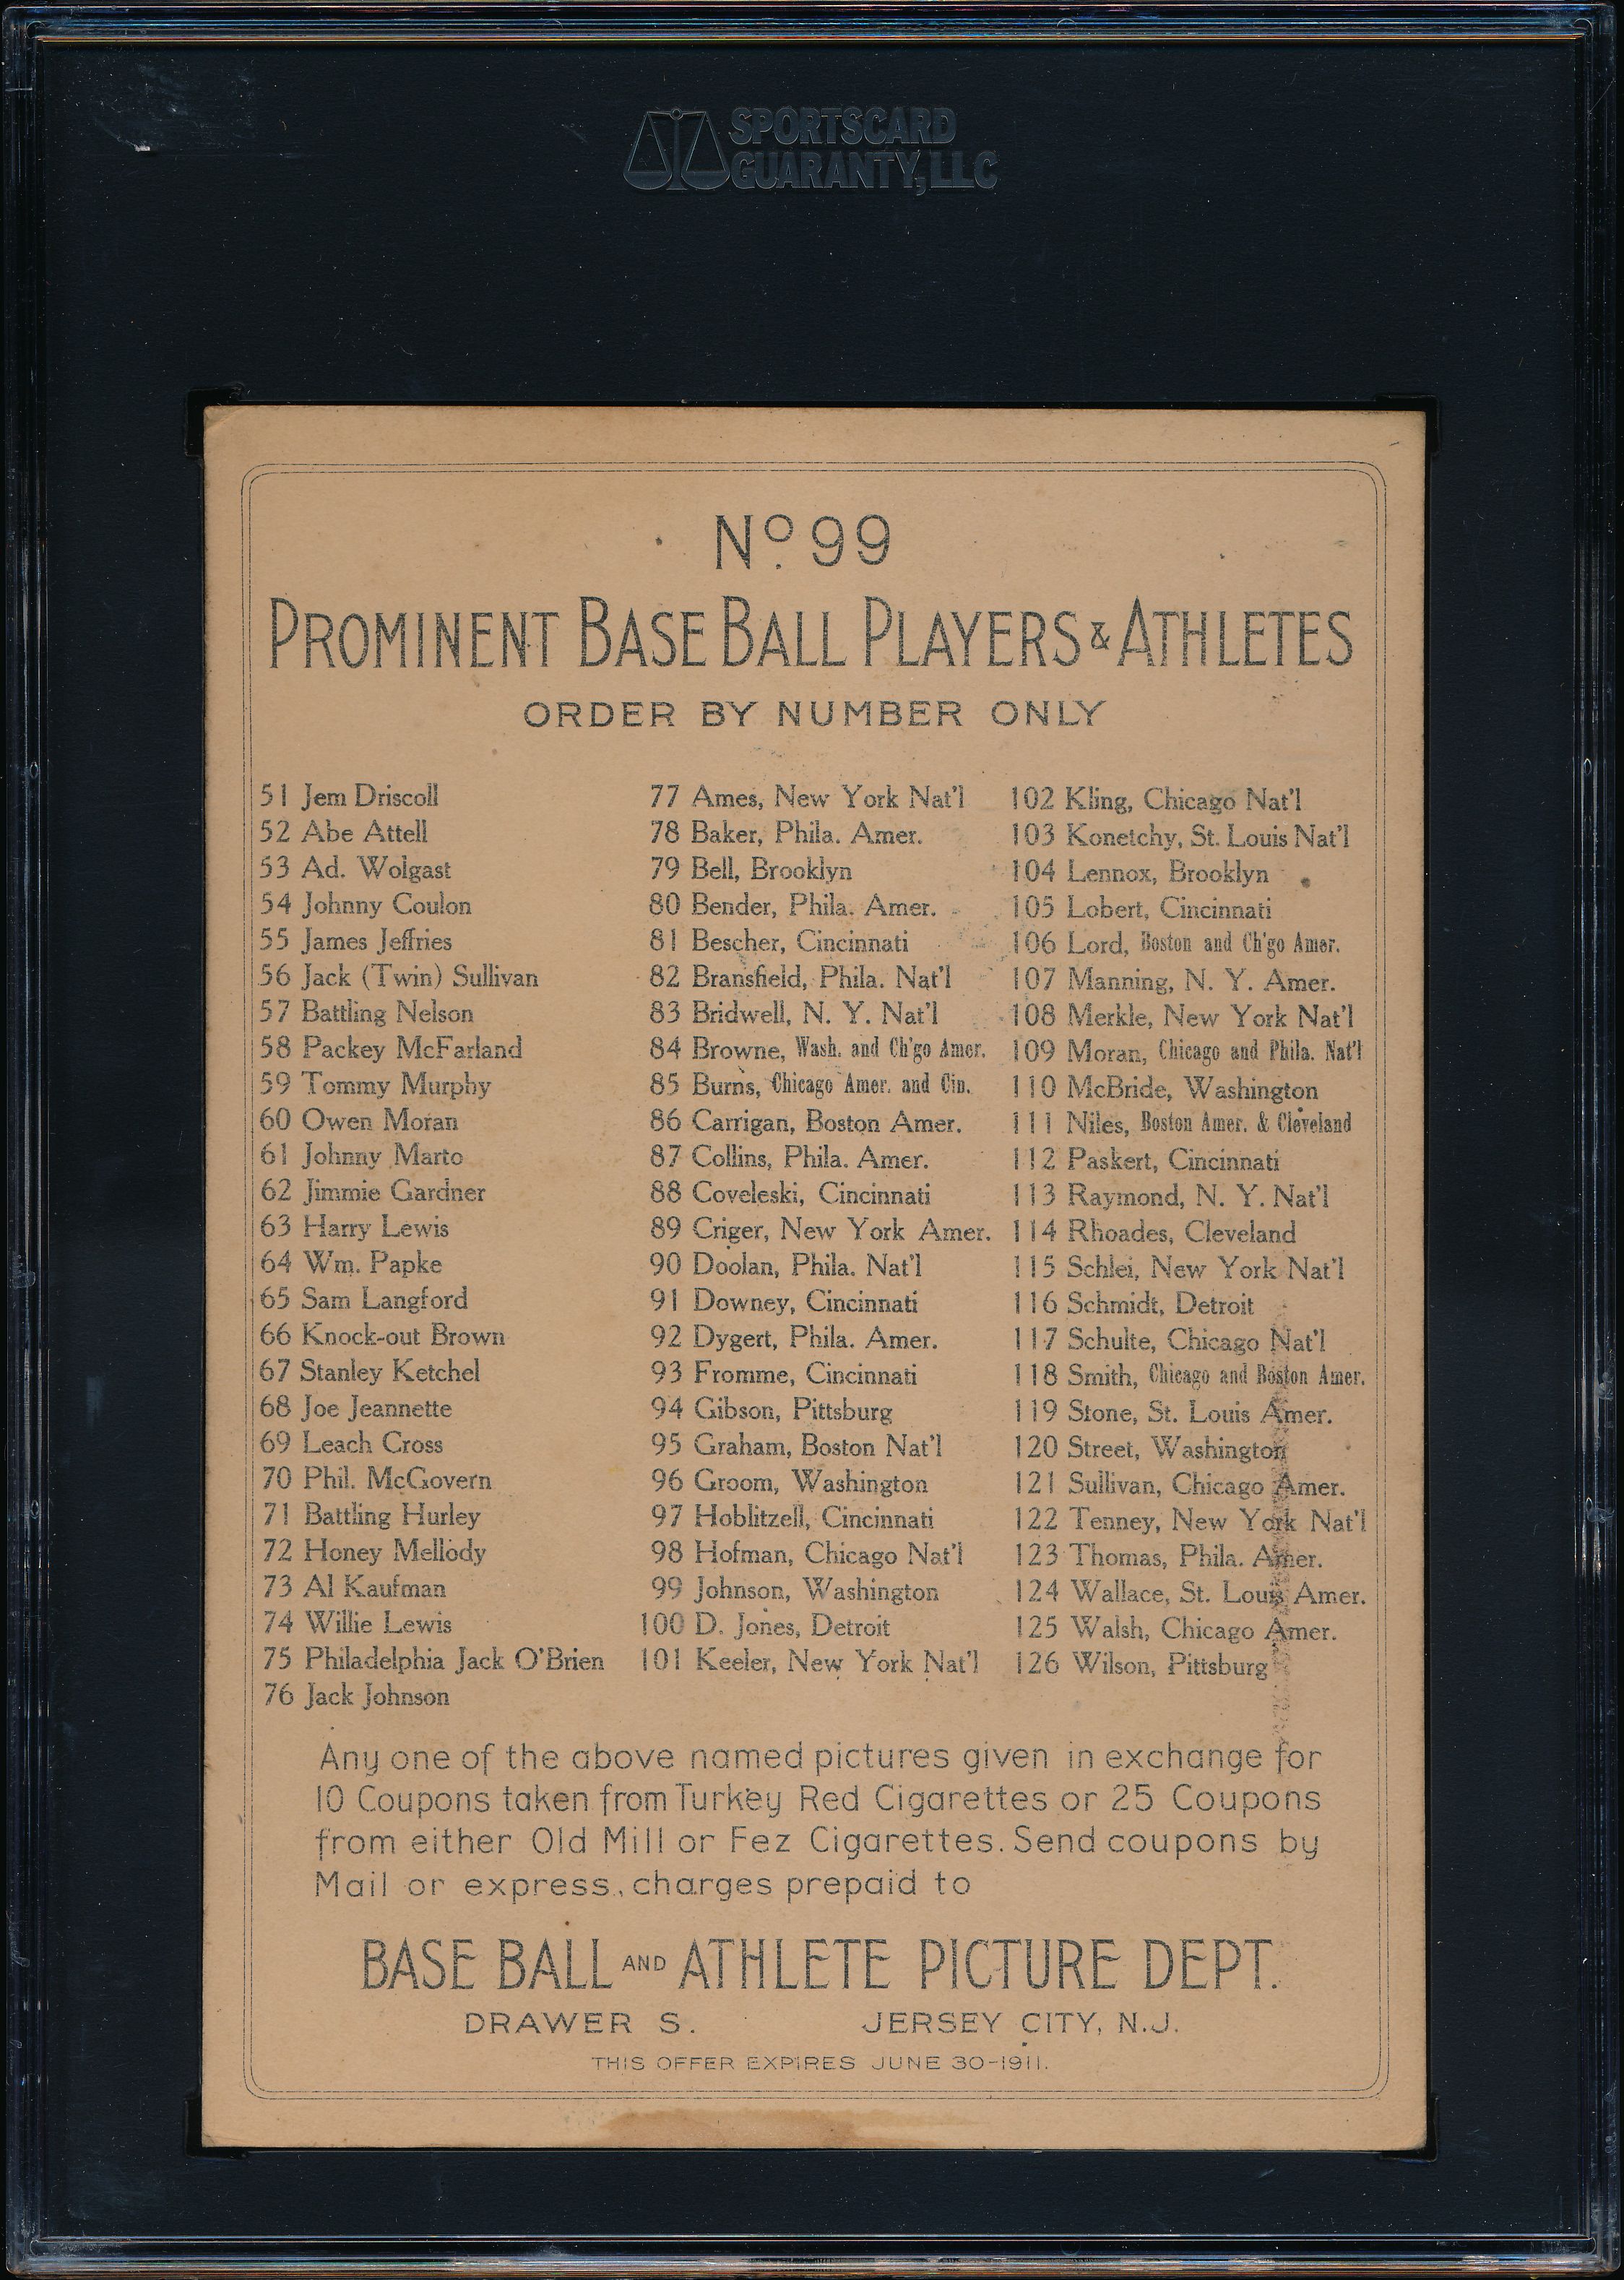 SPORTSCARD
GUARANTY, LLC
No. 99
PROMINENT BASE BALL PLAYERS & ATHLETES
ORDER BY NUMBER ONLY
51 Jem Driscoll
52 Abe Attell
53 Ad. Wolgast
54 Johnny Coulon
55 James Jeffries
56 Jack (Twin) Sullivan
57 Battling Nelson
58 Packey McFarland
59 Tommy Murphy
60 Owen Moran
61 Johnny Marto
62 Jimmie Gardner
63 Harry Lewis
64 Wm. Papke
65 Sam Langford
66 Knock-out Brown
67 Stanley Ketchel
68 Joe Jeannette
69 Leach Cross
70 Phil. McGovern
71 Battling Hurley
72 Honey Mellody
73 Al Kaufman
74 Willie Lewis
75 Philadelphia Jack O'Brien
76 Jack Johnson
77 Ames, New York Nat'l
78 Baker, Phila. Amer.
79 Bell, Brooklyn
80 Bender, Phila. Amer.
81 Bescher, Cincinnati
82 Bransfield, Phila. Nat'l
83 Bridwell, N. Y. Nat'l
84 Browne, Wash. and Ch'go Amer.
85 Burns, Chicago Amer. and Cin.
86 Carrigan, Boston Amer.
87 Collins, Phila. Amer.
88 Coveleski, Cincinnati
89 Criger, New York Amer.
90 Doolan, Phila. Nat'l
91 Downey, Cincinnati
92 Dygert, Phila. Amer.
93 Fromme, Cincinnati
94 Gibson, Pittsburg
95 Graham, Boston Nat'l
96 Groom, Washington
97 Hoblitzell, Cincinnati
98 Hofman, Chicago Nat'l
99 Johnson, Washington
100 D. Jones, Detroit
101 Keeler, New York Nat'l
102 Kling, Chicago Nat'l
103 Konetchy, St. Louis Nat'l
104 Lennox, Brooklyn
105 Lobert, Cincinnati
106 Lord, Boston and Ch'go Amer.
107 Manning, N. Y. Amer.
108 Merkle, New York Nat'l
109 Moran, Chicago and Phila. Nat'l
110 McBride, Washington
111 Niles, Boston Amer. & Cleveland
112 Paskert, Cincinnati
113 Raymond, N. Y. Nat'l
114 Rhoades, Cleveland
115 Schlei, New York Nat'l
116 Schmidt, Detroit
117 Schulte, Chicago Nat'l
118 Smith, Chicago and Boston Amer.
119 Stone, St. Louis Amer.
120 Street, Washington
121 Sullivan, Chicago Amer.
122 Tenney, New York Nat'l
123 Thomas, Phila. Amer.
124 Wallace, St. Louis Amer.
125 Walsh, Chicago Amer.
126 Wilson, Pittsburg
Any one of the above named pictures given in exchange for
10 Coupons taken from Turkey Red Cigarettes or 25 Coupons
from either Old Mill or Fez Cigarettes. Send coupons by
Mail or express, charges prepaid to
BASE BALL AND ATHLETE PICTURE DEPT.
DRAWER S. JERSEY CITY, N.J.
THIS OFFER EXPIRES JUNE 30-1911.